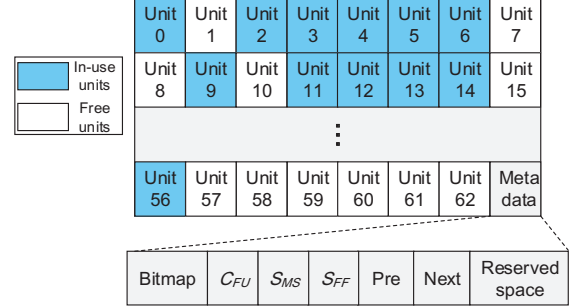 Unit 0 Unit 1 Unit 2 Unit 3 Unit 4 Unit 5 Unit 6 Unit 7
In-use units
Free units
Unit 8 Unit 9 Unit 10 Unit 11 Unit 12 Unit 13 Unit 14 Unit 15
⋮
Unit 56 Unit 57 Unit 58 Unit 59 Unit 60 Unit 61 Unit 62 Meta data
Bitmap C_FU S_MS S_FF Pre Next Reserved space